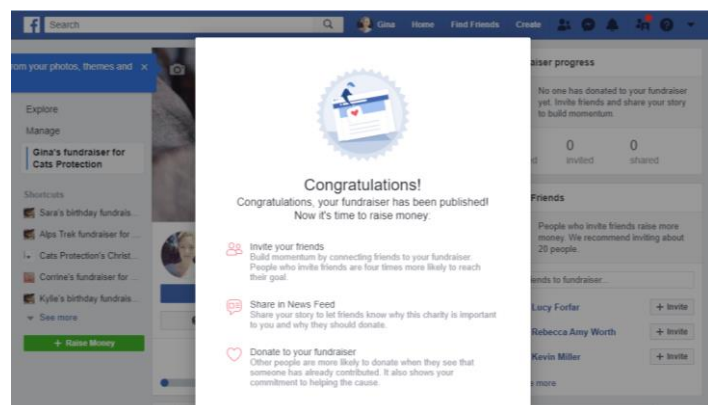 f
Search
Gina
Home
Find Friends
Create
rom your photos, themes and ×
Explore
Manage
Gina's fundraiser for
Cats Protection
Shortcuts
Sara's birthday fundrais...
Alps Trek fundraiser for ...
Cats Protection's Christ...
Corrine's fundraiser for ...
Kylie's birthday fundrais...
See more
+ Raise Money
Congratulations!
Congratulations, your fundraiser has been published!
Now it's time to raise money.
Invite your friends
Build momentum by connecting friends to your fundraiser.
People who invite friends are four times more likely to reach
their goal.
Share in News Feed
Share your story to let friends know why this charity is important
to you and why they should donate.
Donate to your fundraiser
Other people are more likely to donate when they see that
someone has already contributed. It also shows your
commitment to helping the cause.
aiser progress
No one has donated to your fundraiser
yet. Invite friends and share your story
to build momentum
0 0
d invited shared
Friends
People who invite friends raise more
money. We recommend inviting about
20 people.
iends to fundraiser...
Lucy Forfar + Invite
Rebecca Amy Worth + Invite
Kevin Miller + Invite
e more